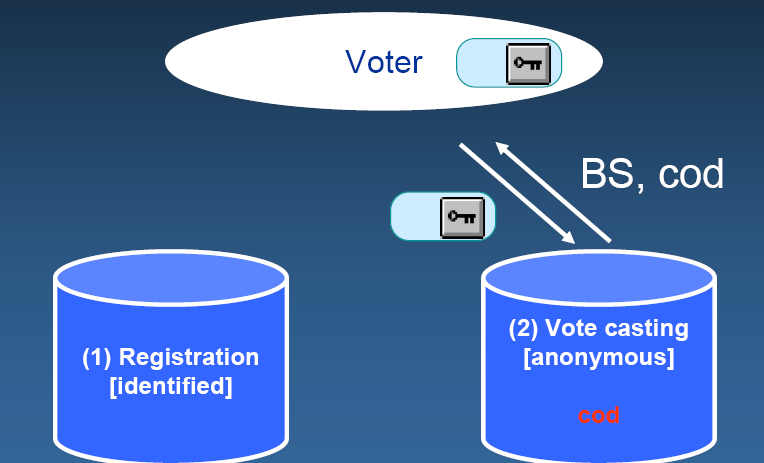 Voter
BS, cod
(1) Registration
[identified]
(2) Vote casting
[anonymous]
cod